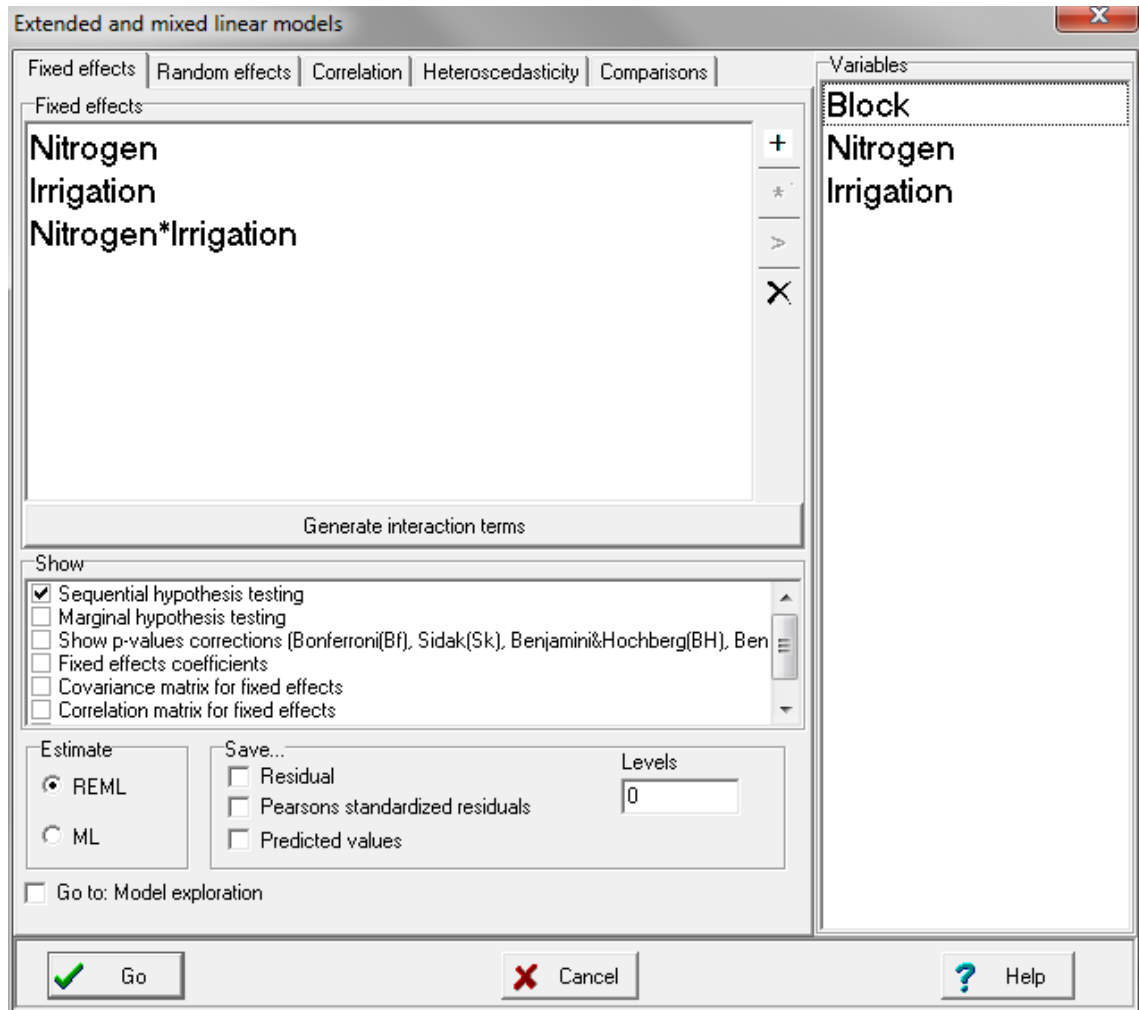 Extended and mixed linear models
X
Fixed effects Random effects Correlation Heteroscedasticity Comparisons
Fixed effects
Nitrogen
Irrigation
Nitrogen*Irrigation
+
*
>
X
Generate interaction terms
Show
Sequential hypothesis testing
Marginal hypothesis testing
Show p-values corrections (Bonferroni(Bf), Sidak(Sk), Benjamini&Hochberg(BH), Ben
Fixed effects coefficients
Covariance matrix for fixed effects
Correlation matrix for fixed effects
Estimate
REML
ML
Save...
Residual
Pearsons standardized residuals
Predicted values
Levels
0
Go to: Model exploration
Variables
Block
Nitrogen
Irrigation
Go Cancel ? Help